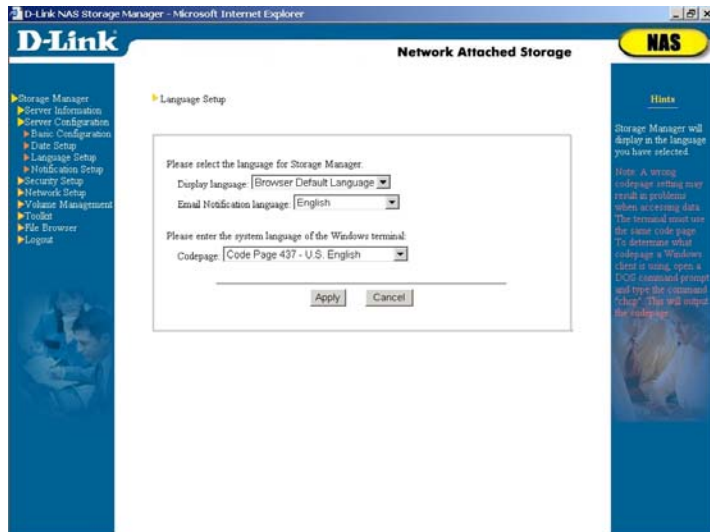 D-Link NAS Storage Manager - Microsoft Internet Explorer
D-Link
Network Attached Storage
NAS
Storage Manager
Server Information
Server Configuration
Basic Configuration
Date Setup
Language Setup
Notification Setup
Security Setup
Network Setup
Volume Management
Toolkit
File Browser
Logout
Language Setup
Please select the language for Storage Manager.
Display language: Browser Default Language
Email Notification language: English
Please enter the system language of the Windows terminal:
Codepage: Code Page 437 - U.S. English
Apply
Cancel
Hints
Storage Manager will
display in the language
you have selected.
Note: A wrong
codepage setting may
result in problems
when accessing data.
The terminal must use
the same code page.
To determine what
codepage a Windows
client is using, open a
DOS command prompt
and type the command
"chcp". This will output
the codepage.